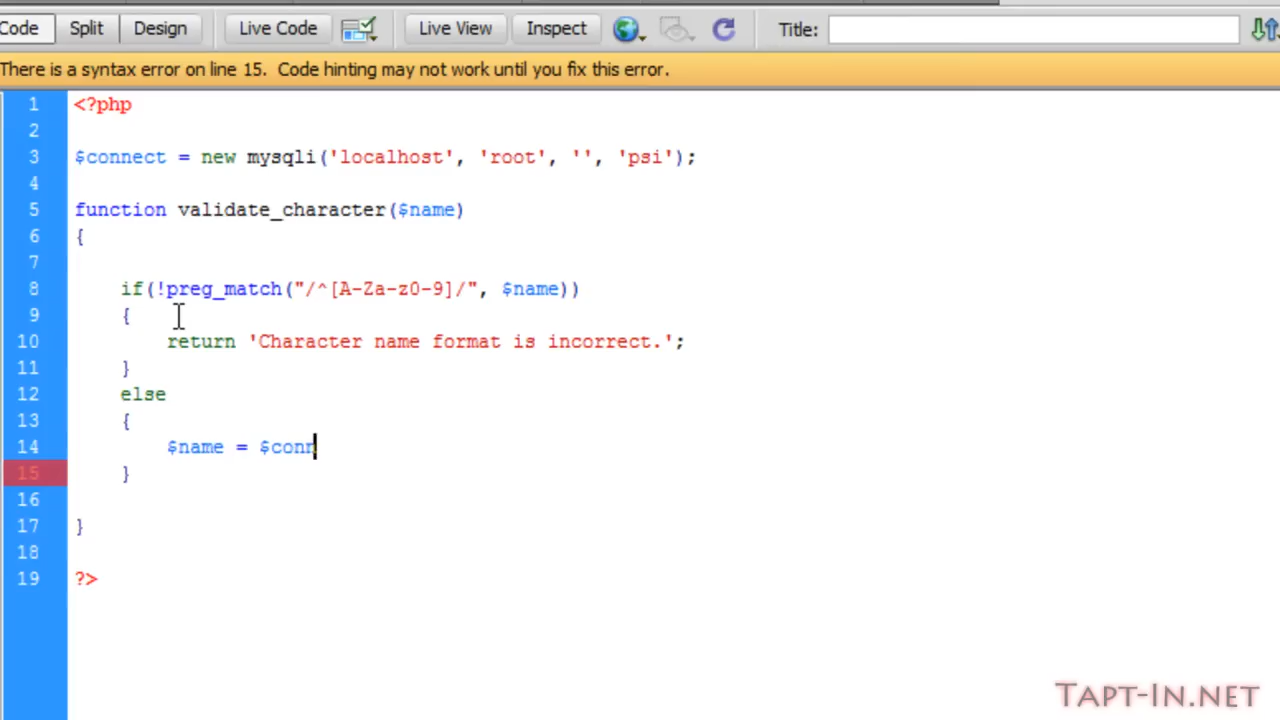 Code Split Design Live Code Live View Inspect Title:
There is a syntax error on line 15. Code hinting may not work until you fix this error.
1 <?php
2
3 $connect = new mysqli('localhost', 'root', '', 'psi');
4
5 function validate_character($name)
6 {
7
8 if(!preg_match("/^[A-Za-z0-9]/", $name))
9 {
10 return 'Character name format is incorrect.';
11 }
12 else
13 {
14 $name = $conn
15 }
16
17 }
18
19 ?>
TAPT-IN.NET